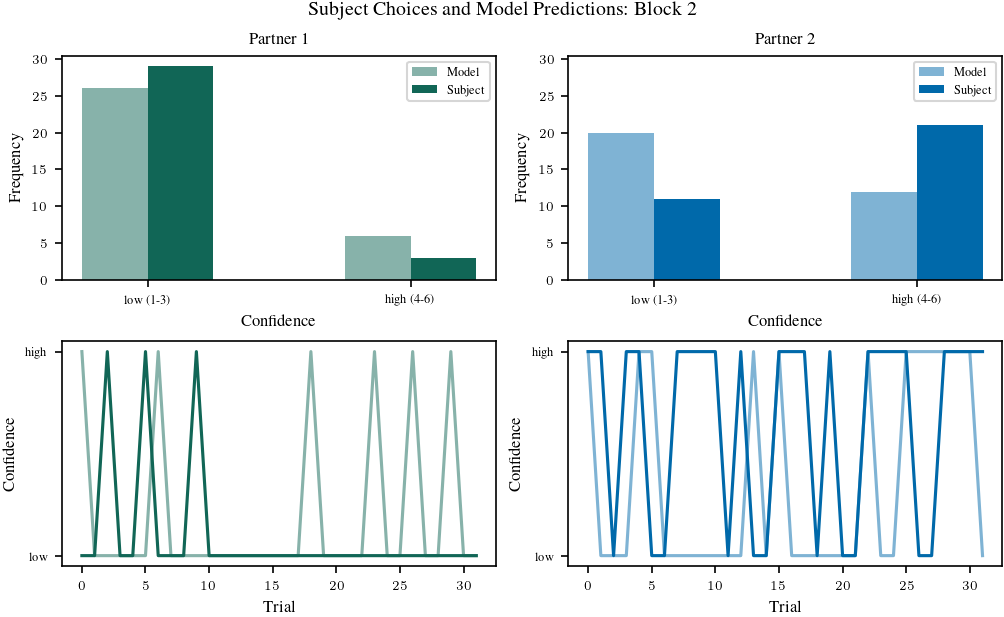 Subject Choices and Model Predictions: Block 2
Partner 1
Frequency
30
25
20
15
10
5
0
Model
Subject
low (1-3)
high (4-6)
Partner 2
Frequency
30
25
20
15
10
5
0
Model
Subject
low (1-3)
high (4-6)
Confidence
Confidence
high
low
0 5 10 15 20 25 30
Trial
Confidence
Confidence
high
low
0 5 10 15 20 25 30
Trial